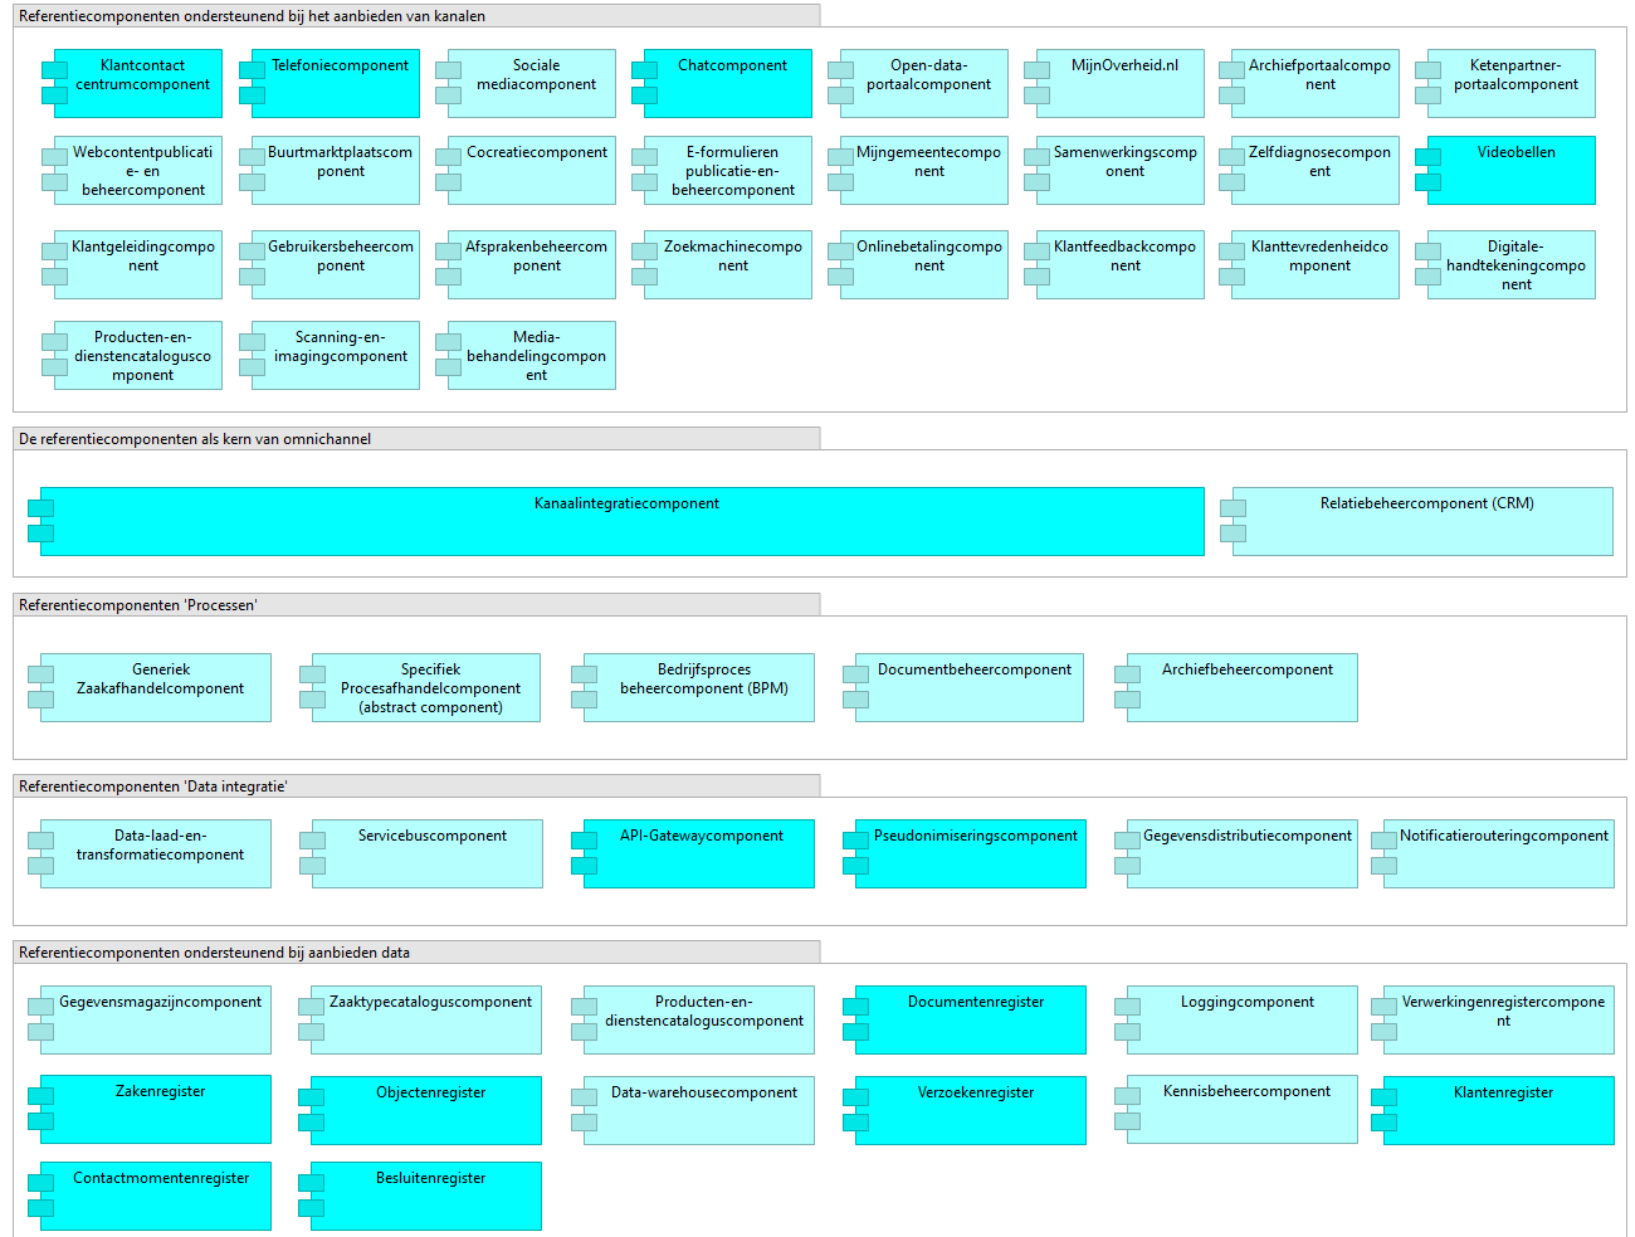 Referentiecomponenten ondersteunend bij het aanbieden van kanalen
Klantcontact
centrumcomponent
Telefoniecomponent
Sociale
mediacomponent
Chatcomponent
Open-data-
portaalcomponent
MijnOverheid.nl
Archiefportaalcompo
nent
Ketenpartner-
portaalcomponent
Webcontentpublicati
e- en
beheercomponent
Buurtmarktplaatscom
ponent
Cocreatiecomponent
E-formulieren
publicatie-en-
beheercomponent
Mijngemeentecompo
nent
Samenwerkingscomp
onent
Zelfdiagnosecompon
ent
Videobellen
Klantgeleidingcompo
nent
Gebruikersbeheercom
ponent
Afsprakenbeheercom
ponent
Zoekmachinecompo
nent
Onlinebetalingcompo
nent
Klantfeedbackcompo
nent
Klanttevredenheidco
mponent
Digitale-
handtekeningcompo
nent
Producten-en-
dienstencatalogusco
mponent
Scanning-en-
imagingcomponent
Media-
behandelingcompon
ent
De referentiecomponenten als kern van omnichannel
Kanaalintegratiecomponent
Relatiebeheercomponent (CRM)
Referentiecomponenten 'Processen'
Generiek
Zaakafhandelcomponent
Specifiek
Procesafhandelcomponent
(abstract component)
Bedrijfsproces
beheercomponent (BPM)
Documentbeheercomponent
Archiefbeheercomponent
Referentiecomponenten 'Data integratie'
Data-laad-en-
transformatiecomponent
Servicebuscomponent
API-Gatewaycomponent
Pseudonimiseringscomponent
Gegevensdistributiecomponent
Notificatierouteringcomponent
Referentiecomponenten ondersteunend bij aanbieden data
Gegevensmagazijncomponent
Zaaktypecataloguscomponent
Producten-en-
dienstencataloguscomponent
Documentenregister
Loggingcomponent
Verwerkingenregistercompone
nt
Zakenregister
Objectenregister
Data-warehousecomponent
Verzoekenregister
Kennisbeheercomponent
Klantenregister
Contactmomentenregister
Besluitenregister